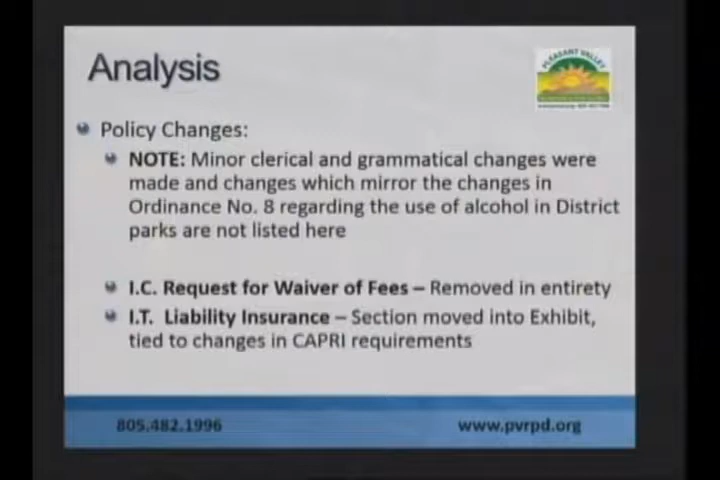 Analysis
PLEASANT VALLEY
Policy Changes:
NOTE: Minor clerical and grammatical changes were
made and changes which mirror the changes in
Ordinance No. 8 regarding the use of alcohol in District
parks are not listed here
I.C. Request for Waiver of Fees – Removed in entirety
I.T. Liability Insurance – Section moved into Exhibit,
tied to changes in CAPRI requirements
805.482.1996
www.pvrpd.org